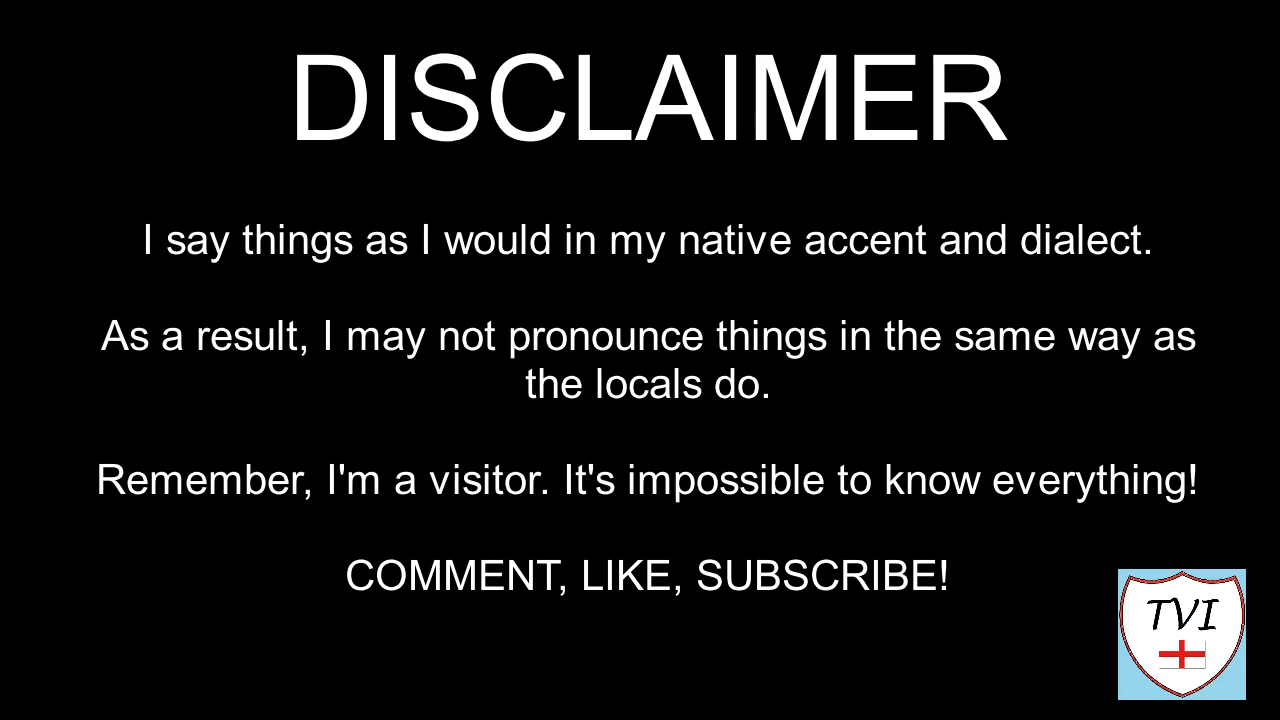 DISCLAIMER
I say things as I would in my native accent and dialect.
As a result, I may not pronounce things in the same way as
the locals do.
Remember, I'm a visitor. It's impossible to know everything!
COMMENT, LIKE, SUBSCRIBE!
TVI